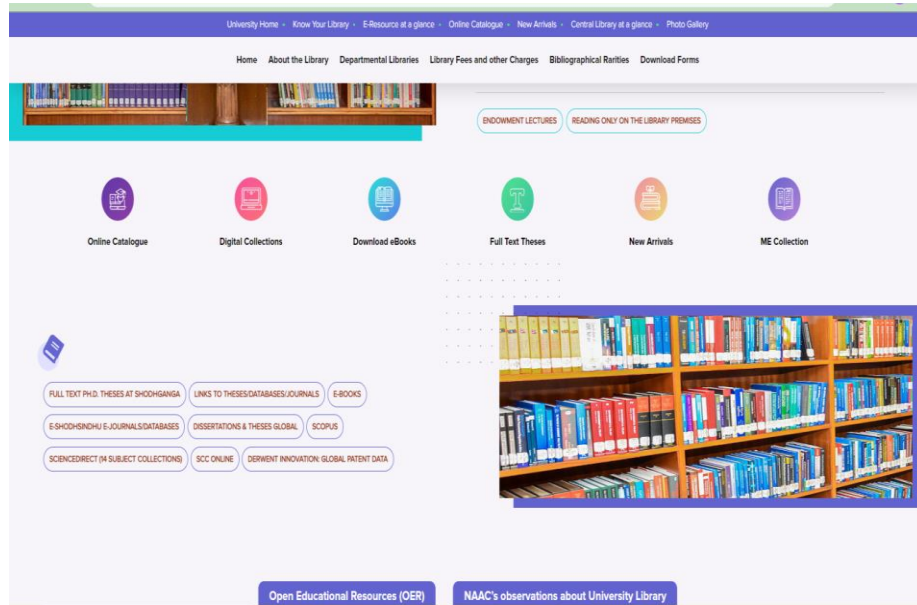 University Home • Know Your Library • E-Resource at a glance • Online Catalogue • New Arrivals • Central Library at a glance • Photo Gallery
Home About the Library Departmental Libraries Library Fees and other Charges Bibliographical Rarities Download Forms
ENDOWMENT LECTURES READING ONLY ON THE LIBRARY PREMISES
Online Catalogue Digital Collections Download eBooks Full Text Theses New Arrivals ME Collection
FULL TEXT PH.D. THESES AT SHODHGANGA LINKS TO THESES/DATABASES/JOURNALS E-BOOKS
E-SHODHSINDHU E-JOURNALS/DATABASES DISSERTATIONS & THESES GLOBAL SCOPUS
SCIENCEDIRECT (14 SUBJECT COLLECTIONS) SCC ONLINE DERWENT INNOVATION: GLOBAL PATENT DATA
Open Educational Resources (OER) NAAC's observations about University Library